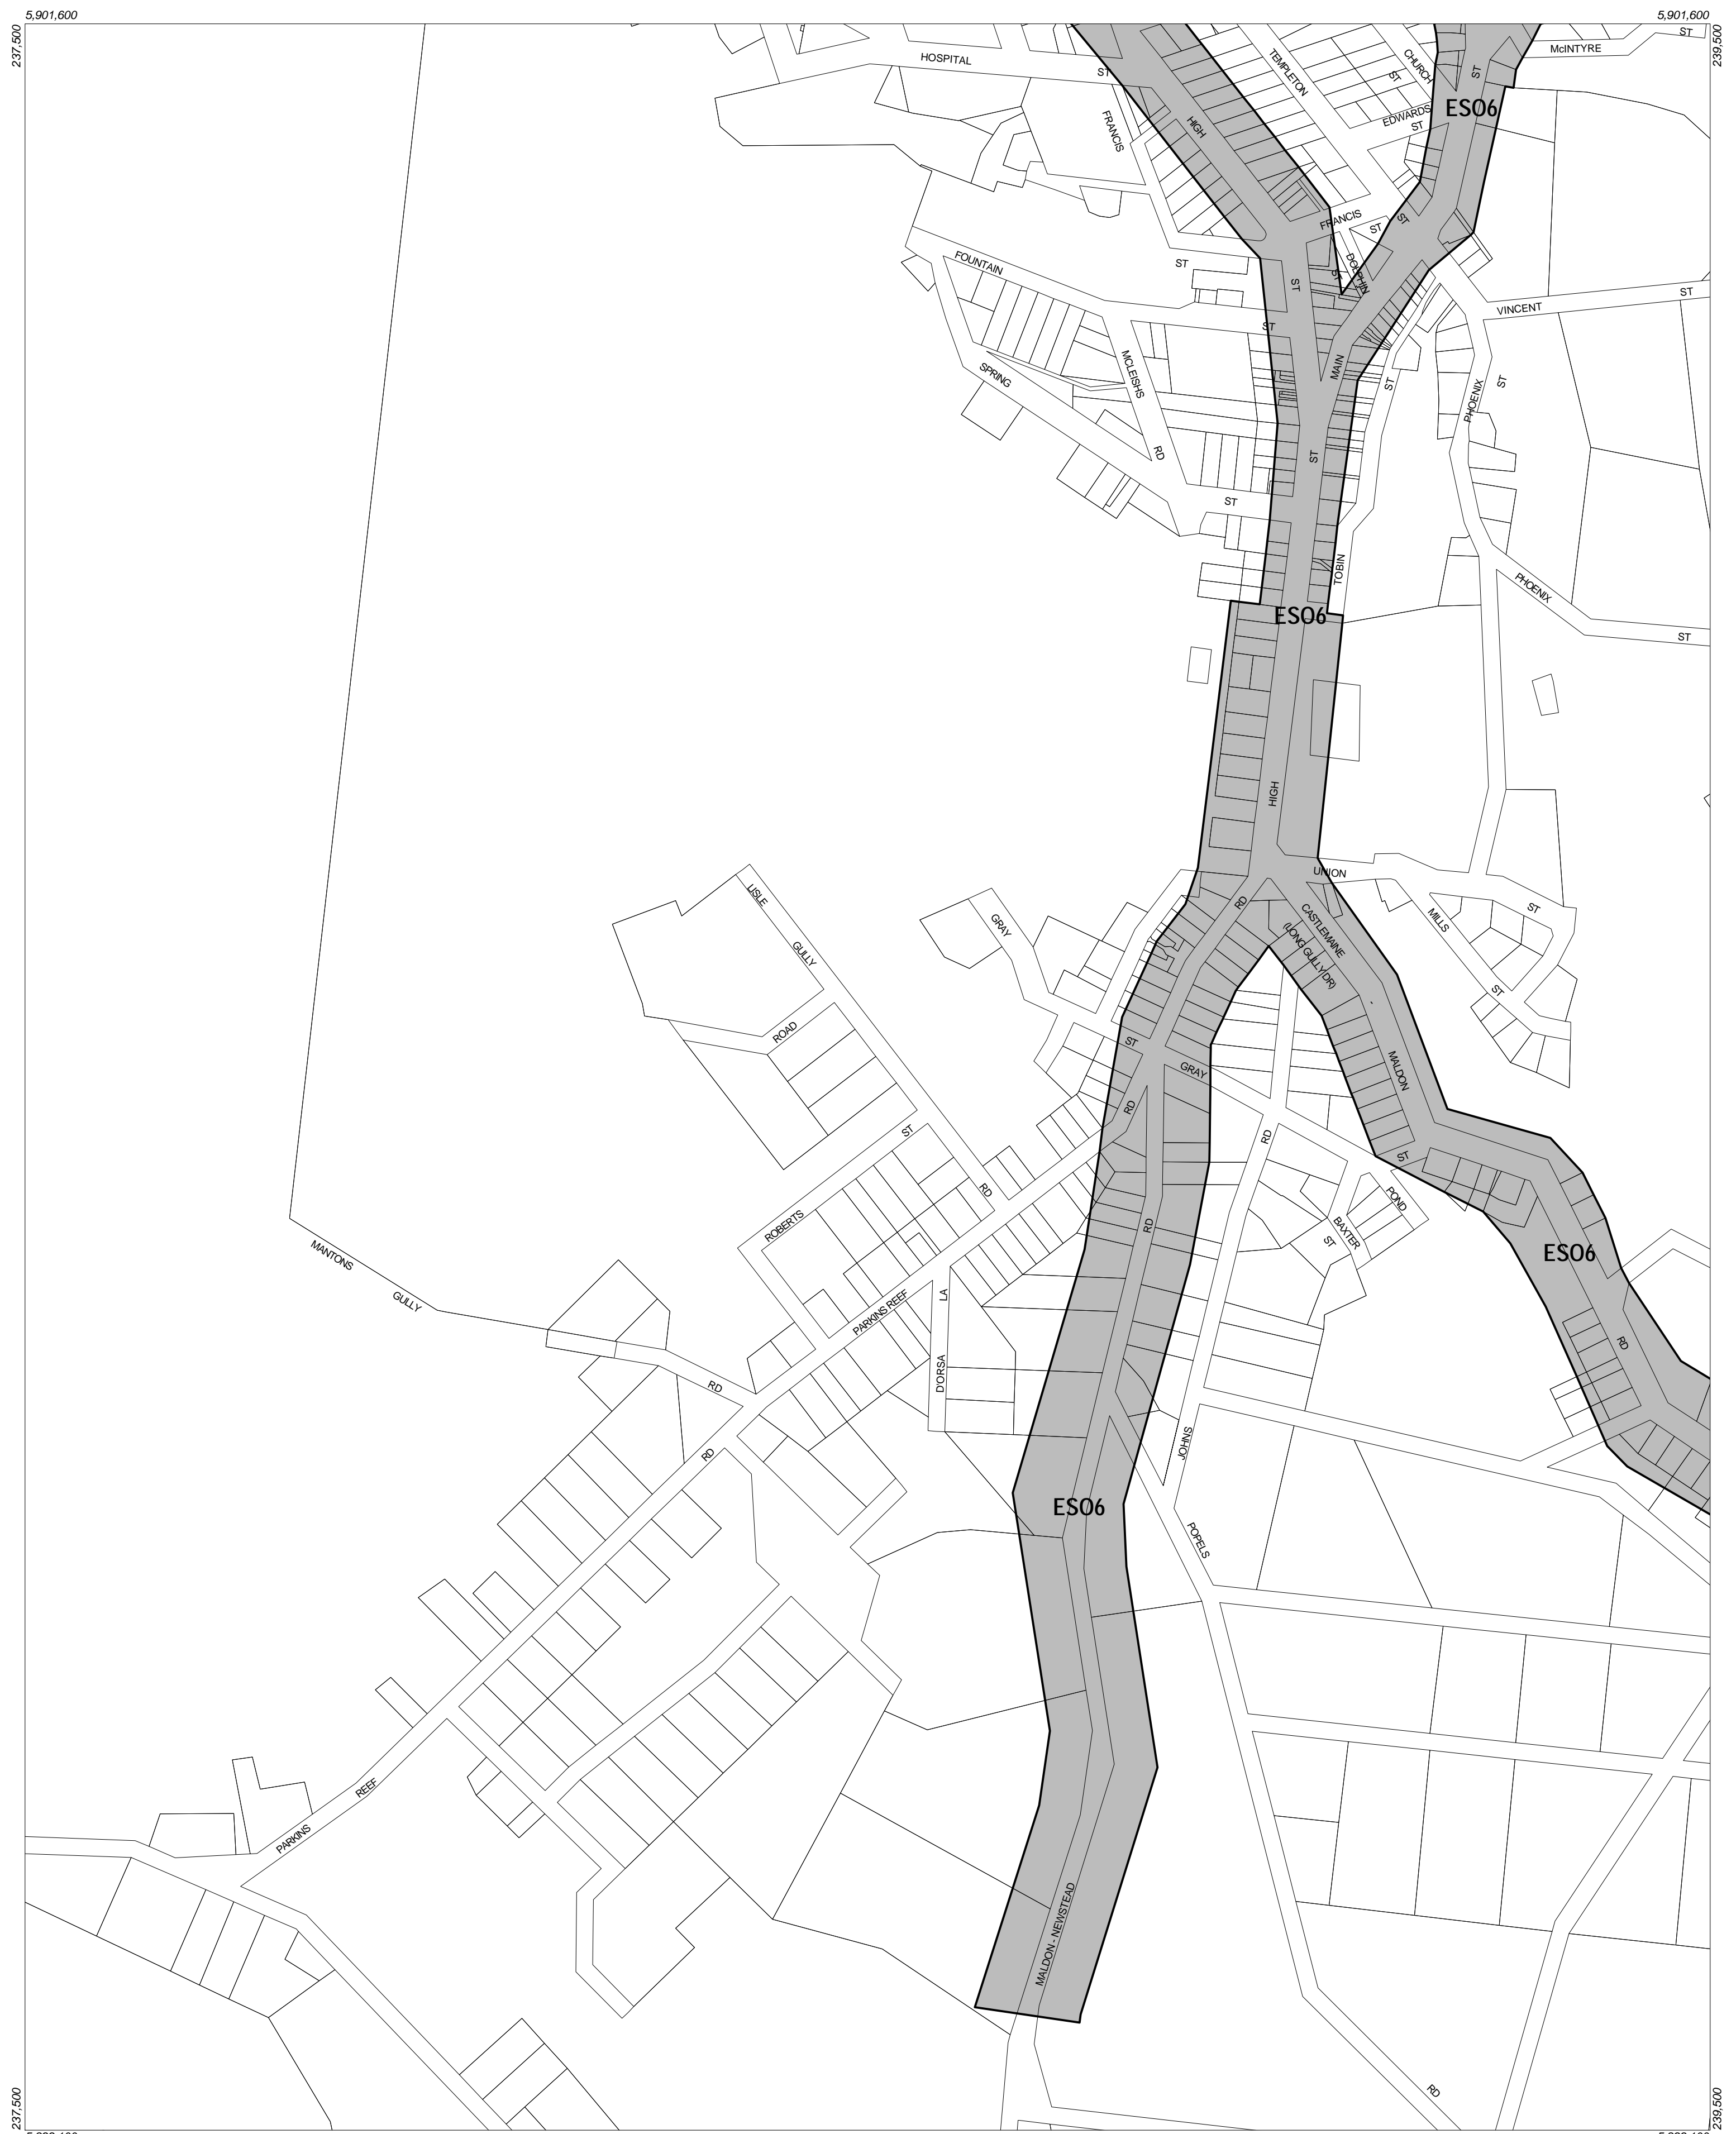 5,901,600
5,901,600
237,500
239,500
HOSPITAL
ST
TEMPLETON
CHURCH
ST
ST
McINTYRE
ST
ESO6
EDWARDS
ST
FRANCIS
HIGH
FRANCIS
ST
ST
DOLPHIN
ST
FOUNTAIN
ST
ST
ST
VINCENT
ST
MCLEISHS
MAIN
ST
PHOENIX
ST
SPRING
RD
ST
ST
TOBIN
PHOENIX
ST
ESO6
HIGH
UNION
ST
MILLS
ST
LISLE
GULLY
ROAD
GRAY
RD
CASTLEMAINE
(LONG GULLY DR)
-
MALDON
ST
GRAY
RD
ST
RD
RD
ST
POND
BAXTER
ST
ROBERTS
RD
ESO6
RD
MANTONS
GULLY
LA
D'ORSA
PARKINS REEF
RD
RD
JOHNS
ESO6
POPELS
REEF
PARKINS
MALDON - NEWSTEAD
RD
237,500
239,500